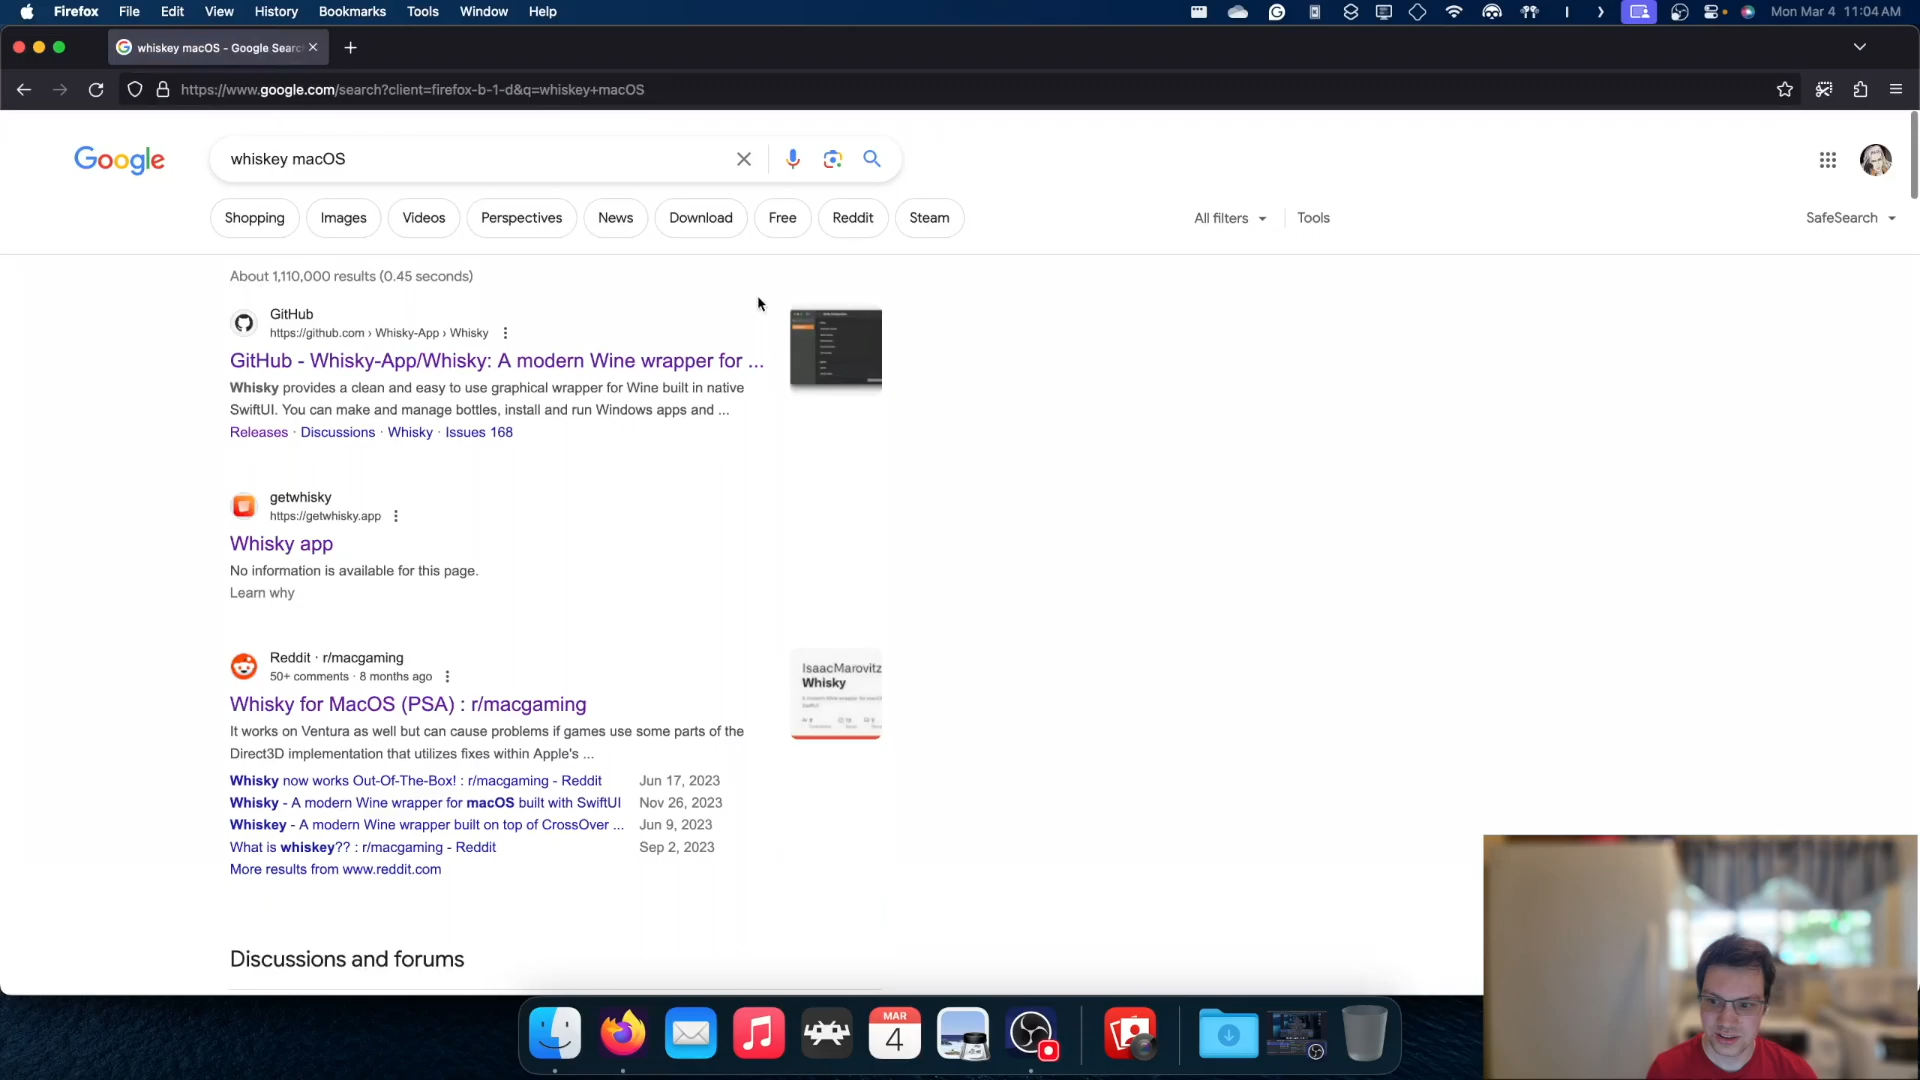 Firefox File Edit View History Bookmarks Tools Window Help Mon Mar 4 11:04 AM
whiskey macOS - Google Searc
https://www.google.com/search?client=firefox-b-1-d&q=whiskey+macOS
Google
whiskey macOS
Shopping Images Videos Perspectives News Download Free Reddit Steam All filters Tools SafeSearch
About 1,110,000 results (0.45 seconds)
GitHub
https://github.com › Whisky-App › Whisky
GitHub - Whisky-App/Whisky: A modern Wine wrapper for ...
Whisky provides a clean and easy to use graphical wrapper for Wine built in native
SwiftUI. You can make and manage bottles, install and run Windows apps and ...
Releases · Discussions · Whisky · Issues 168
getwhisky
https://getwhisky.app
Whisky app
No information is available for this page.
Learn why
Reddit · r/macgaming
50+ comments · 8 months ago
Whisky for MacOS (PSA) : r/macgaming
It works on Ventura as well but can cause problems if games use some parts of the
Direct3D implementation that utilizes fixes within Apple's ...
IsaacMarovitz
Whisky
Whisky now works Out-Of-The-Box! : r/macgaming - Reddit Jun 17, 2023
Whisky - A modern Wine wrapper for macOS built with SwiftUI Nov 26, 2023
Whiskey - A modern Wine wrapper built on top of CrossOver ... Jun 9, 2023
What is whiskey?? : r/macgaming - Reddit Sep 2, 2023
More results from www.reddit.com
Discussions and forums
MAR
4